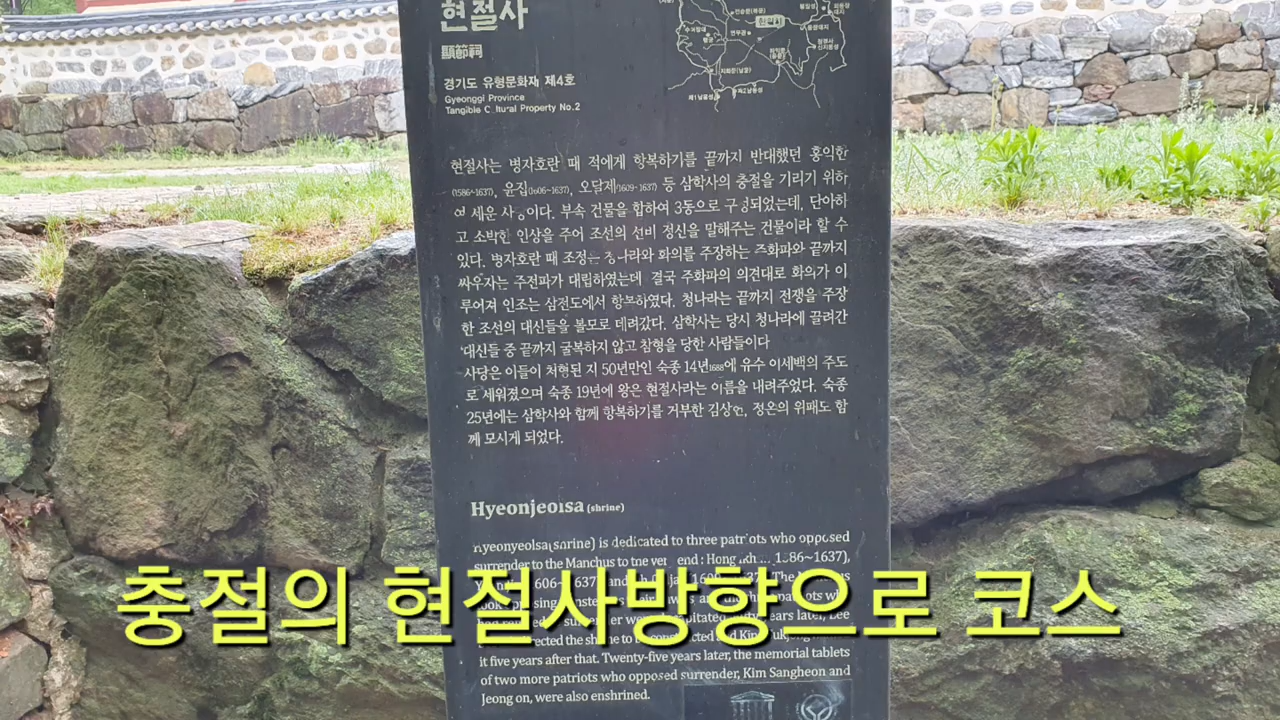 현절사
顯節祠
경기도 유형문화재 제4호
Gyeonggi Province
Tangible Cultural Property No.2
현절사는 병자호란 때 적에게 항복하기를 끝까지 반대했던 홍익한
(1586~1637), 윤집(1606~1637), 오달제(1609~1637) 등 삼학사의 충절을 기리기 위하
여 세운 사당이다. 부속 건물을 합하여 3동으로 구성되었는데, 단아하
고 소박한 인상을 주어 조선의 선비 정신을 말해주는 건물이라 할 수
있다. 병자호란 때 조정은 청나라와 화의를 주장하는 주화파와 끝까지
싸우자는 주전파가 대립하였는데 결국 주화파의 의견대로 화의가 이
루어져 인조는 삼전도에서 항복하였다. 청나라는 끝까지 전쟁을 주장
한 조선의 대신들을 볼모로 데려갔다. 삼학사는 당시 청나라에 끌려간
대신들 중 끝까지 굴복하지 않고 참형을 당한 사람들이다
사당은 이들이 처형된 지 50년만인 숙종 14년1688에 유수 이세백의 주도
로 세워졌으며 숙종 19년에 왕은 현절사라는 이름을 내려주었다. 숙종
25년에는 삼학사와 함께 항복하기를 거부한 김상헌, 정온의 위패도 함
께 모시게 되었다.
Hyeonjeolsa (shrine)
is dedicated to three patriots who opposed
surrender to the Manchus to the very end : Hong 1586~1637),
충절의 현절사방향으로 코스
it five years after that. Twenty-five years later, the memorial tablets
of two more patriots who opposed surrender, Kim Sangheon and
Jeong on, were also enshrined.